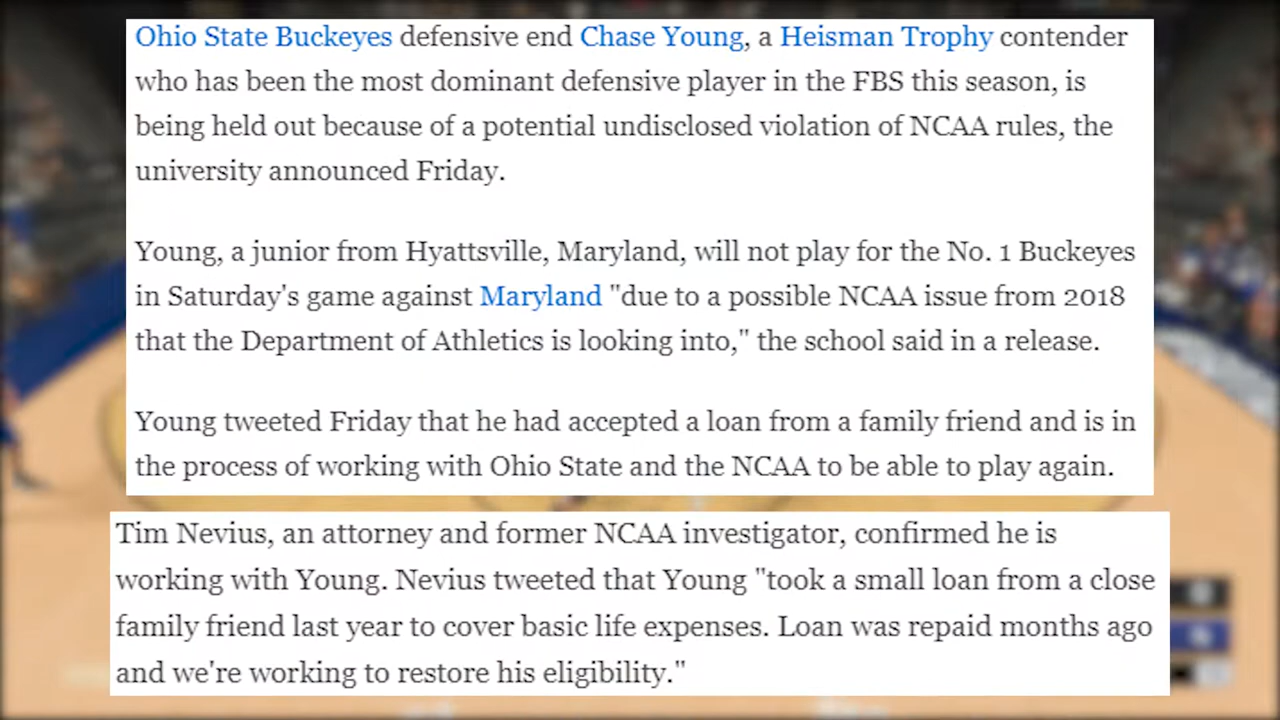 Ohio State Buckeyes defensive end Chase Young, a Heisman Trophy contender
who has been the most dominant defensive player in the FBS this season, is
being held out because of a potential undisclosed violation of NCAA rules, the
university announced Friday.
Young, a junior from Hyattsville, Maryland, will not play for the No. 1 Buckeyes
in Saturday's game against Maryland "due to a possible NCAA issue from 2018
that the Department of Athletics is looking into," the school said in a release.
Young tweeted Friday that he had accepted a loan from a family friend and is in
the process of working with Ohio State and the NCAA to be able to play again.
Tim Nevius, an attorney and former NCAA investigator, confirmed he is
working with Young. Nevius tweeted that Young "took a small loan from a close
family friend last year to cover basic life expenses. Loan was repaid months ago
and we're working to restore his eligibility."